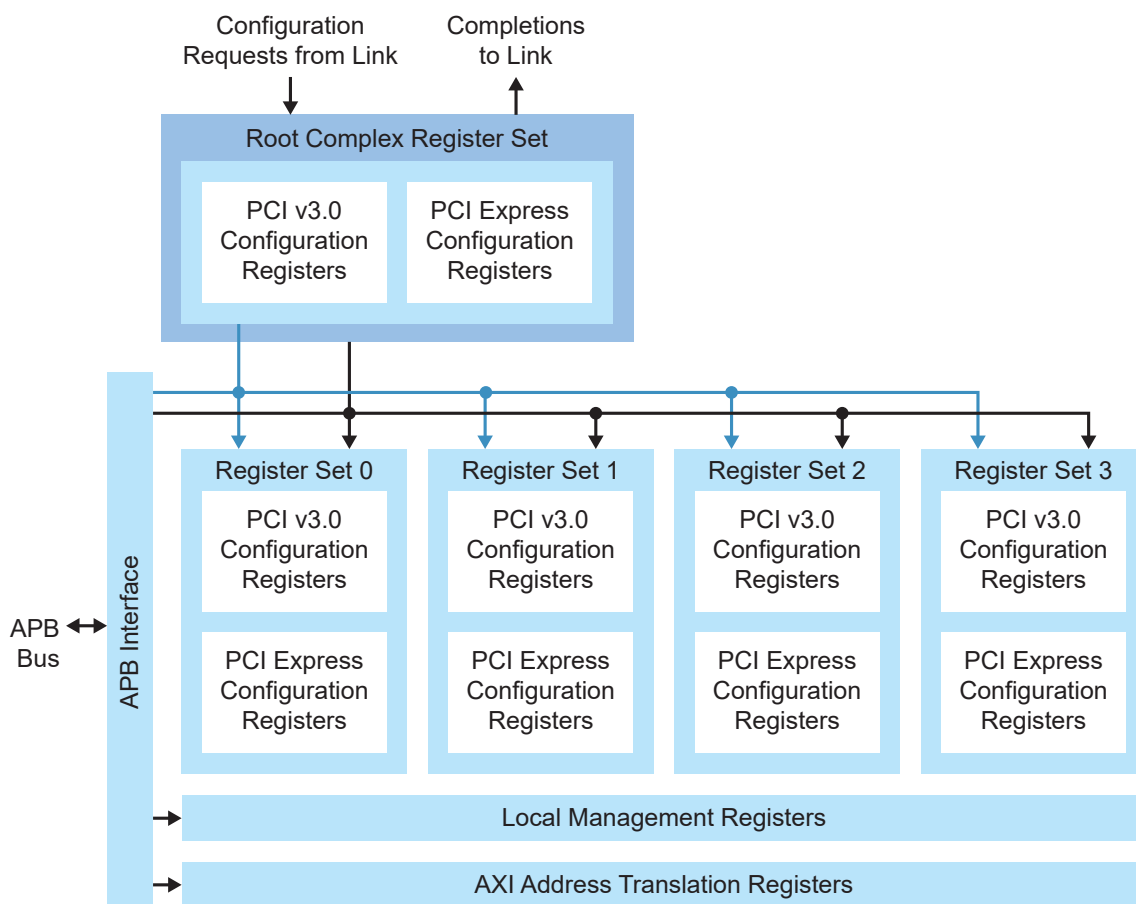 Configuration
Requests from Link
Completions
to Link
Root Complex Register Set
PCI v3.0
Configuration
Registers
PCI Express
Configuration
Registers
APB Interface
APB
Bus
Register Set 0
PCI v3.0
Configuration
Registers
PCI Express
Configuration
Registers
Register Set 1
PCI v3.0
Configuration
Registers
PCI Express
Configuration
Registers
Register Set 2
PCI v3.0
Configuration
Registers
PCI Express
Configuration
Registers
Register Set 3
PCI v3.0
Configuration
Registers
PCI Express
Configuration
Registers
Local Management Registers
AXI Address Translation Registers